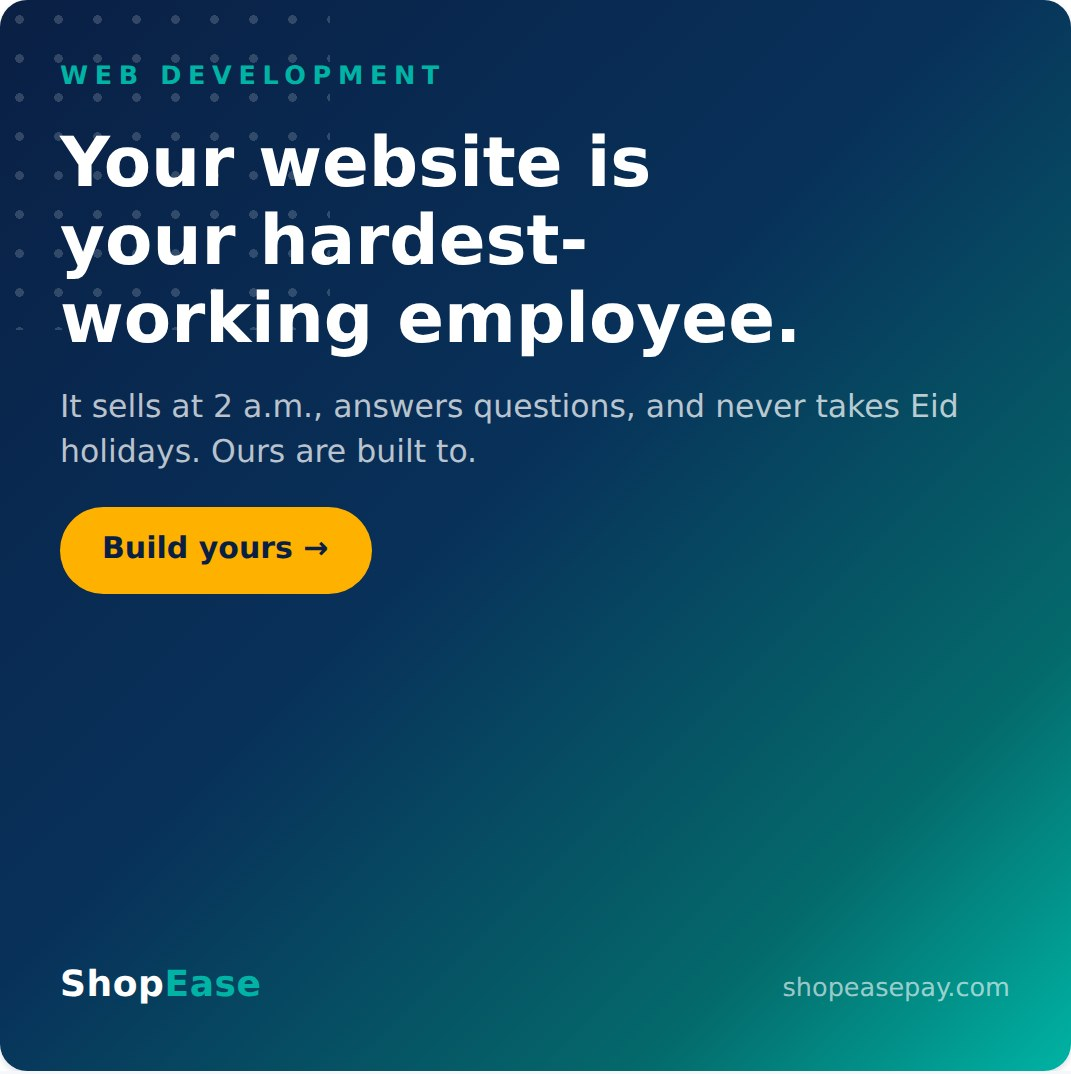 WEB DEVELOPMENT
Your website is
your hardest-
working employee.
It sells at 2 a.m., answers questions, and never takes Eid
holidays. Ours are built to.
Build yours →
ShopEase
shopeasepay.com